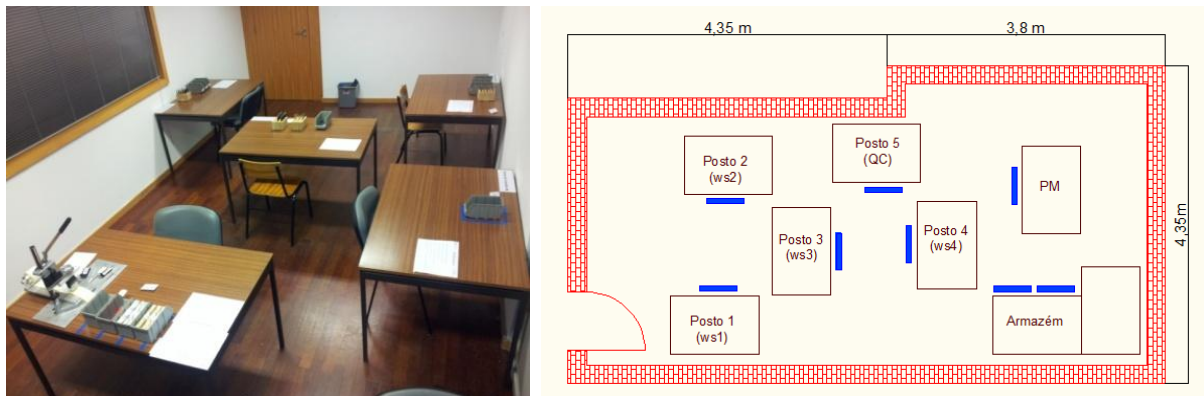 4,35 m
3,8 m
Posto 2
(ws2)
Posto 5
(QC)
PM
Posto 3
(ws3)
Posto 4
(ws4)
4,35m
Posto 1
(ws1)
Armazém